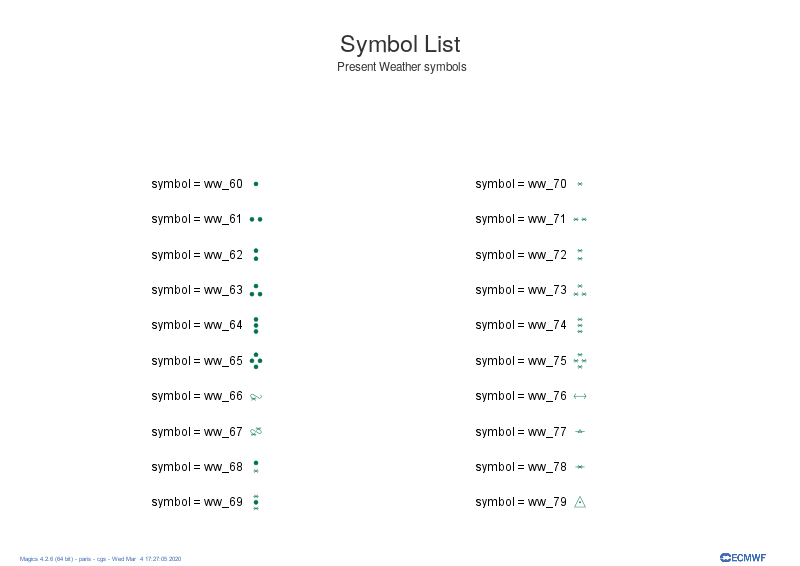 Symbol List
Present Weather symbols
symbol = ww_60
symbol = ww_61
symbol = ww_62
symbol = ww_63
symbol = ww_64
symbol = ww_65
symbol = ww_66
symbol = ww_67
symbol = ww_68
symbol = ww_69
symbol = ww_70
symbol = ww_71
symbol = ww_72
symbol = ww_73
symbol = ww_74
symbol = ww_75
symbol = ww_76
symbol = ww_77
symbol = ww_78
symbol = ww_79
Magics 4.2.6 (64 bit) - paris - cgs - Wed Mar 4 17:27:05 2020
ECMWF